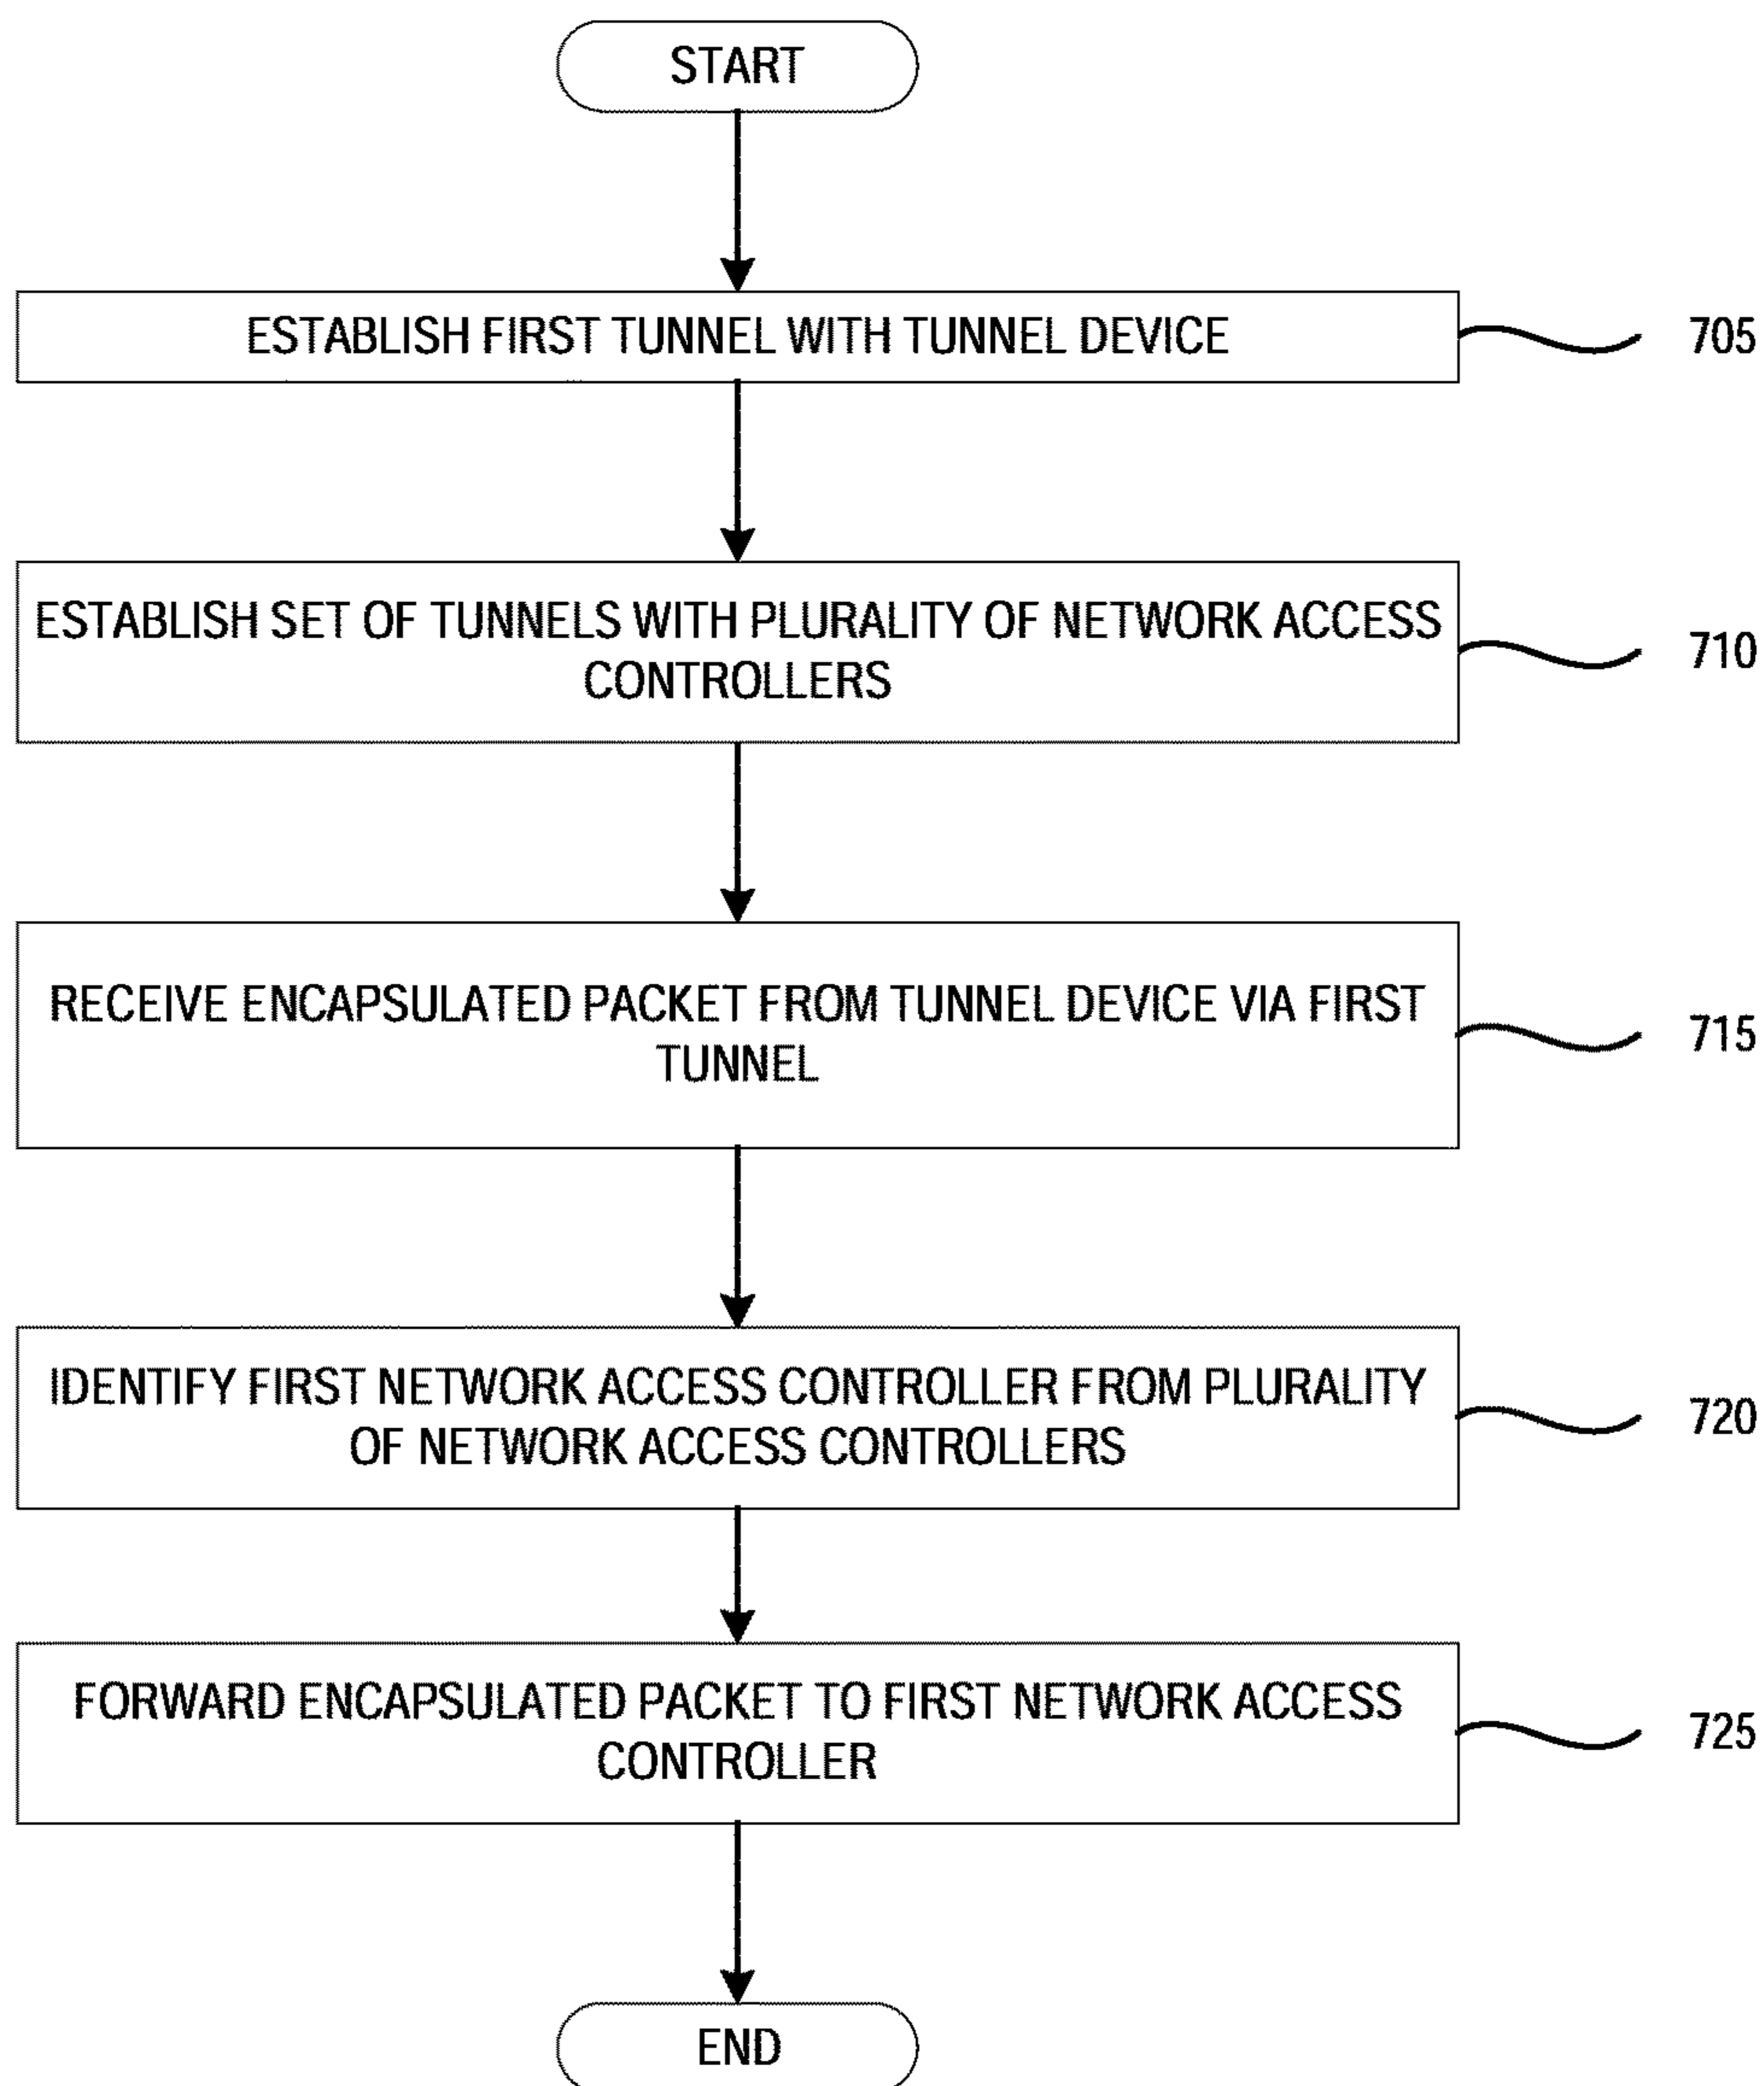 START
ESTABLISH FIRST TUNNEL WITH TUNNEL DEVICE
705
ESTABLISH SET OF TUNNELS WITH PLURALITY OF NETWORK ACCESS
CONTROLLERS
710
RECEIVE ENCAPSULATED PACKET FROM TUNNEL DEVICE VIA FIRST
TUNNEL
715
IDENTIFY FIRST NETWORK ACCESS CONTROLLER FROM PLURALITY
OF NETWORK ACCESS CONTROLLERS
720
FORWARD ENCAPSULATED PACKET TO FIRST NETWORK ACCESS
CONTROLLER
725
END